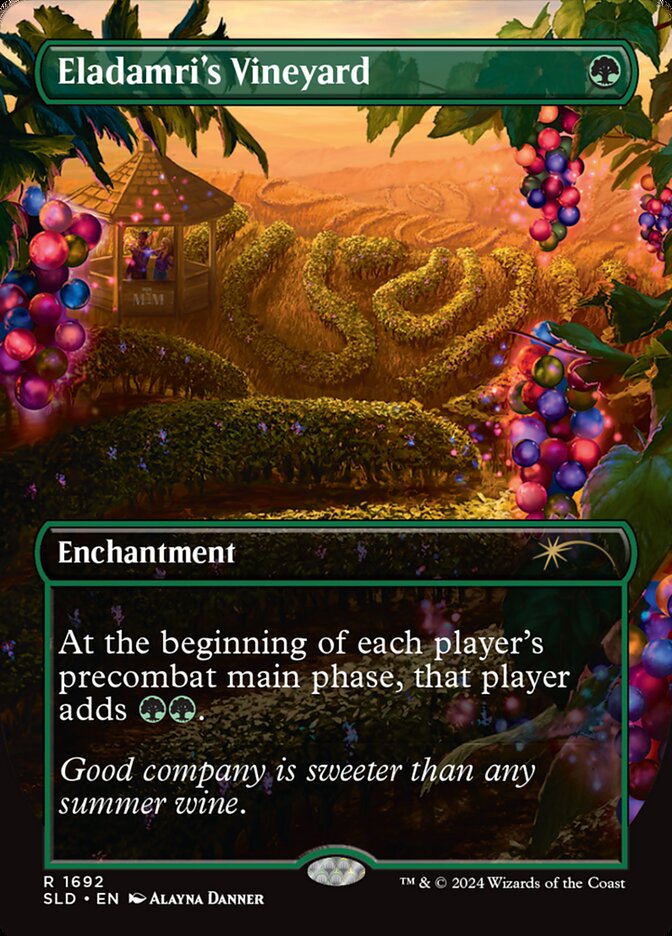 Eladamri's Vineyard
M&M
Enchantment
At the beginning of each player's
precombat main phase, that player
adds
.
Good company is sweeter than any
summer wine.
R 1692
SLD • EN Alayna Danner
™ & © 2024 Wizards of the Coast